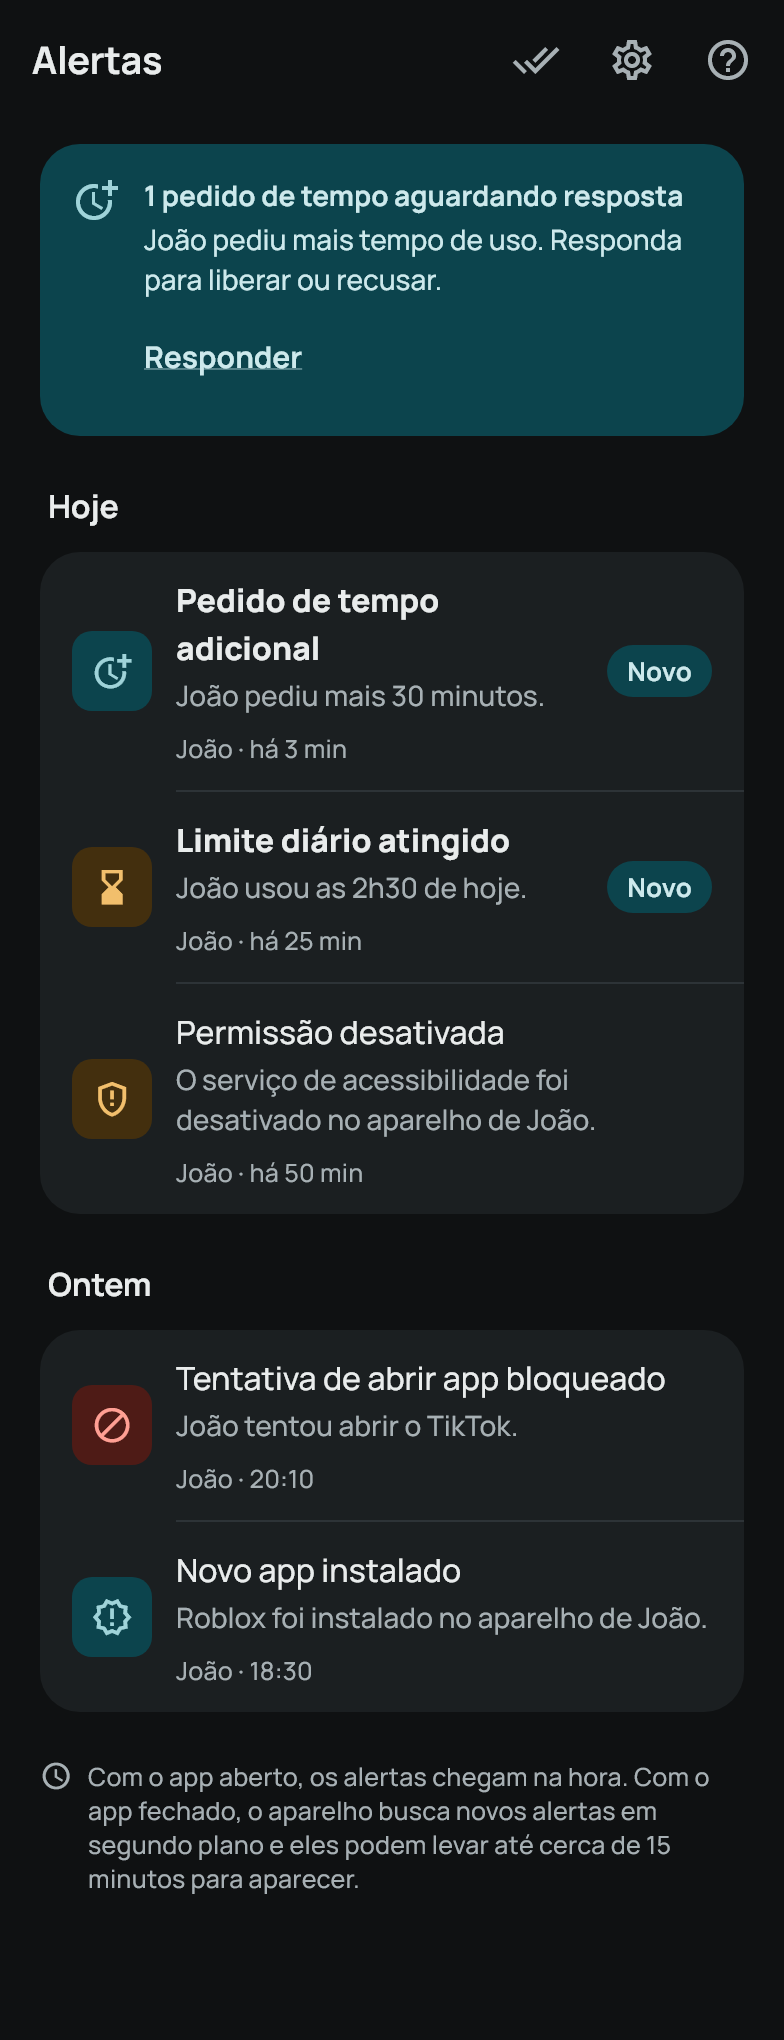 Alertas
1 pedido de tempo aguardando resposta
João pediu mais tempo de uso. Responda
para liberar ou recusar.
Responder
Hoje
Pedido de tempo
adicional
João pediu mais 30 minutos.
João · há 3 min
Novo
Limite diário atingido
João usou as 2h30 de hoje.
João · há 25 min
Novo
Permissão desativada
O serviço de acessibilidade foi
desativado no aparelho de João.
João · há 50 min
Ontem
Tentativa de abrir app bloqueado
João tentou abrir o TikTok.
João · 20:10
Novo app instalado
Roblox foi instalado no aparelho de João.
João · 18:30
Com o app aberto, os alertas chegam na hora. Com o
app fechado, o aparelho busca novos alertas em
segundo plano e eles podem levar até cerca de 15
minutos para aparecer.